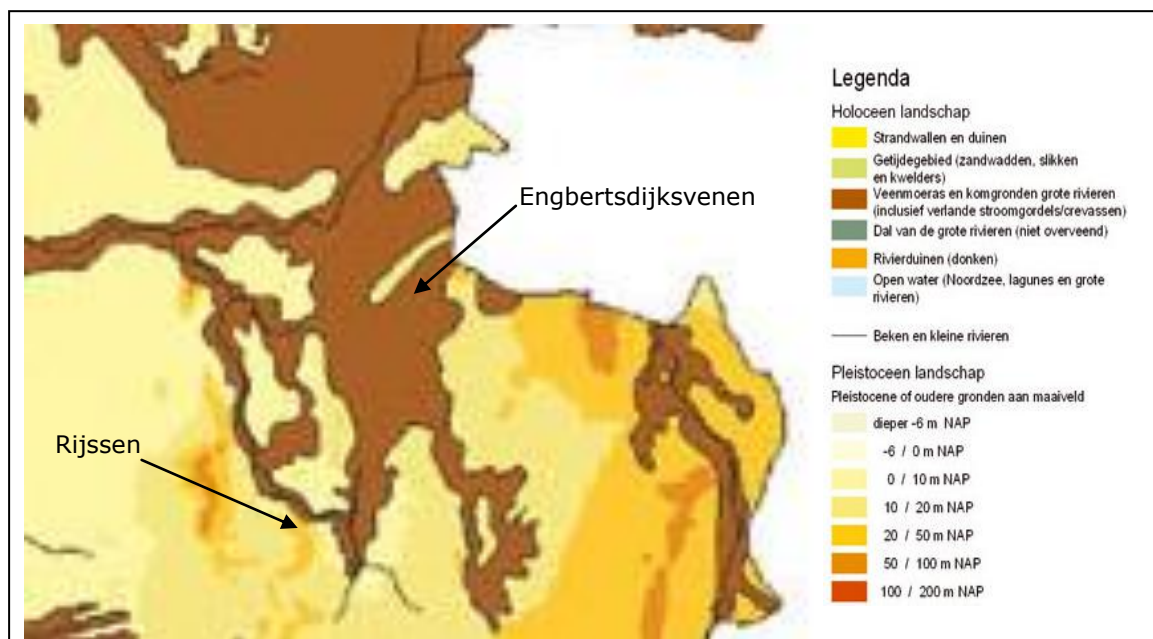 Engbertsdijksvenen
Rijssen
Legenda
Holoceen landschap
Strandwallen en duinen
Getijdegebied (zandwadden, slikken
en kwelders)
Veenmoeras en komgronden grote rivieren
(inclusief verlande stroomgordels/crevassen)
Dal van de grote rivieren (niet overveend)
Rivierduinen (donken)
Open water (Noordzee, lagunes en grote
rivieren)
Beken en kleine rivieren
Pleistoceen landschap
Pleistocene of oudere gronden aan maaiveld
dieper -6 m NAP
-6 / 0 m NAP
0 / 10 m NAP
10 / 20 m NAP
20 / 50 m NAP
50 / 100 m NAP
100 / 200 m NAP